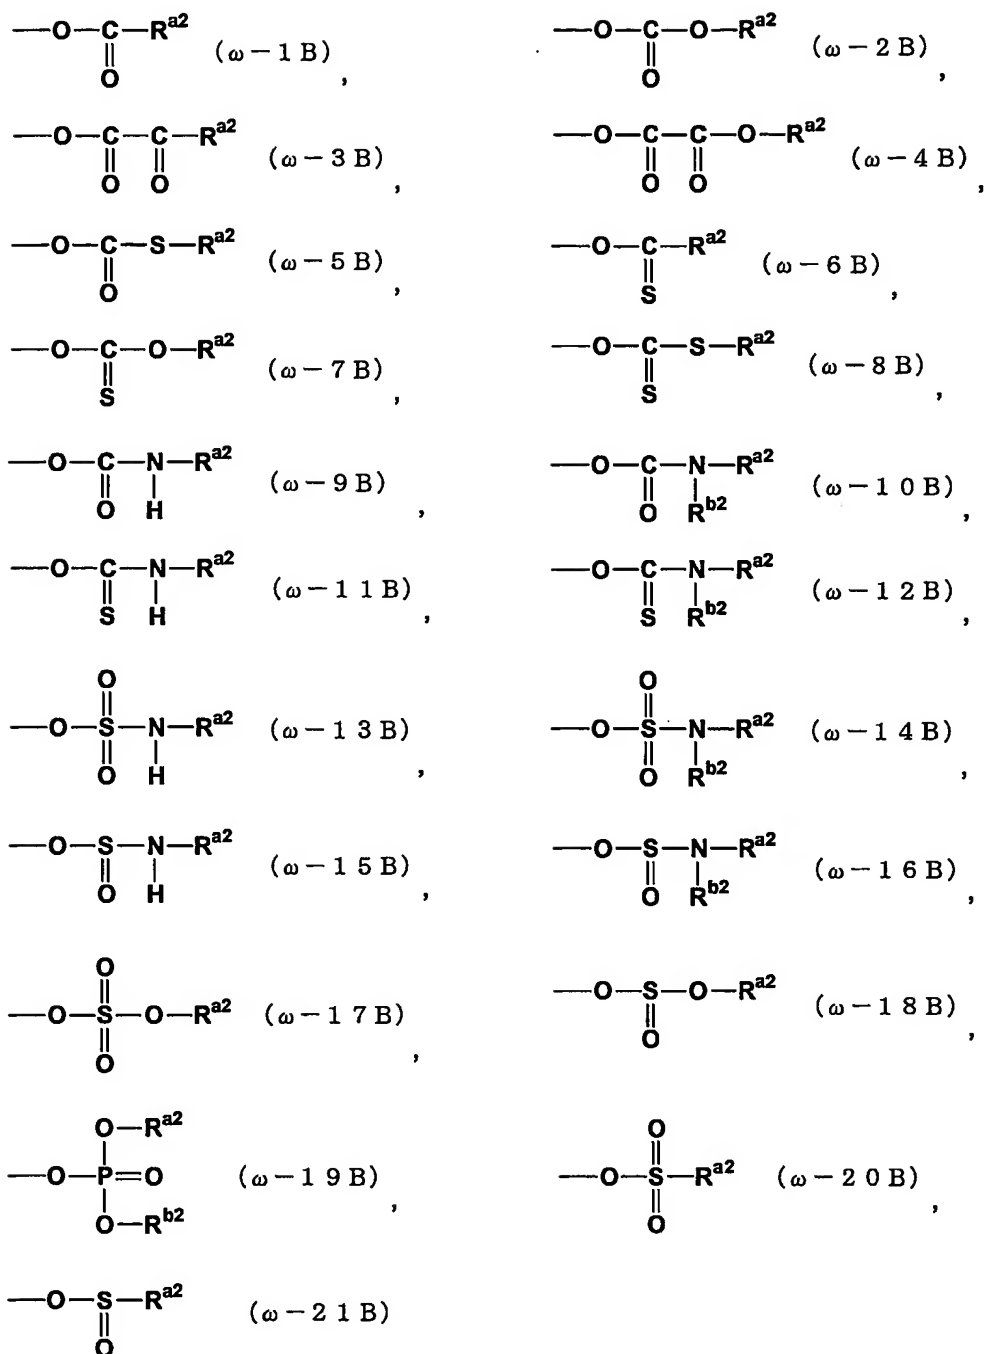 —O—C—R^a2 (ω-1B),
O
—O—C—O—R^a2 (ω-2B),
O
—O—C—C—R^a2 (ω-3B),
O O
—O—C—C—O—R^a2 (ω-4B),
O O
—O—C—S—R^a2 (ω-5B),
O
—O—C—R^a2 (ω-6B),
S
—O—C—O—R^a2 (ω-7B),
S
—O—C—S—R^a2 (ω-8B),
S
—O—C—N—R^a2 (ω-9B),
O H
—O—C—N—R^a2 (ω-10B),
O R^b2
—O—C—N—R^a2 (ω-11B),
S H
—O—C—N—R^a2 (ω-12B),
S R^b2
O
—O—S—N—R^a2 (ω-13B),
O H
O
—O—S—N—R^a2 (ω-14B),
O R^b2
—O—S—N—R^a2 (ω-15B),
O H
—O—S—N—R^a2 (ω-16B),
O R^b2
O
—O—S—O—R^a2 (ω-17B),
O
—O—S—O—R^a2 (ω-18B),
O
O—R^a2
—O—P=O (ω-19B),
O—R^b2
O
—O—S—R^a2 (ω-20B),
O
—O—S—R^a2 (ω-21B)
O